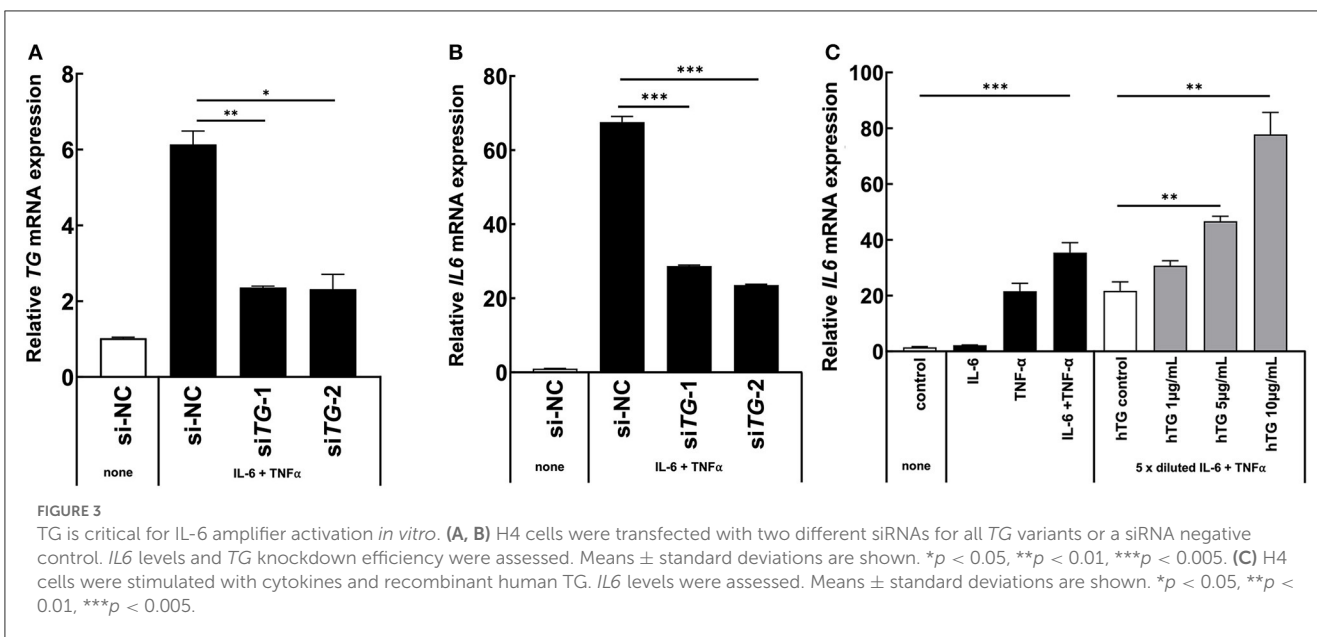 A
Relative TG mRNA expression
8
6
4
2
0
**
*
si-NC
si-NC
siTG-1
siTG-2
none
IL-6 + TNFα
B
Relative IL6 mRNA expression
80
60
40
20
0
***
***
si-NC
si-NC
siTG-1
siTG-2
none
IL-6 + TNFα
C
Relative IL6 mRNA expression
100
80
60
40
20
0
***
**
**
control
IL-6
TNF-α
IL-6 +TNF-α
hTG control
hTG 1µg/mL
hTG 5µg/mL
hTG 10µg/mL
none
5 x diluted IL-6 + TNFα
FIGURE 3
TG is critical for IL-6 amplifier activation in vitro. (A, B) H4 cells were transfected with two different siRNAs for all TG variants or a siRNA negative
control. IL6 levels and TG knockdown efficiency were assessed. Means ± standard deviations are shown. *p < 0.05, **p < 0.01, ***p < 0.005. (C) H4
cells were stimulated with cytokines and recombinant human TG. IL6 levels were assessed. Means ± standard deviations are shown. *p < 0.05, **p <
0.01, ***p < 0.005.